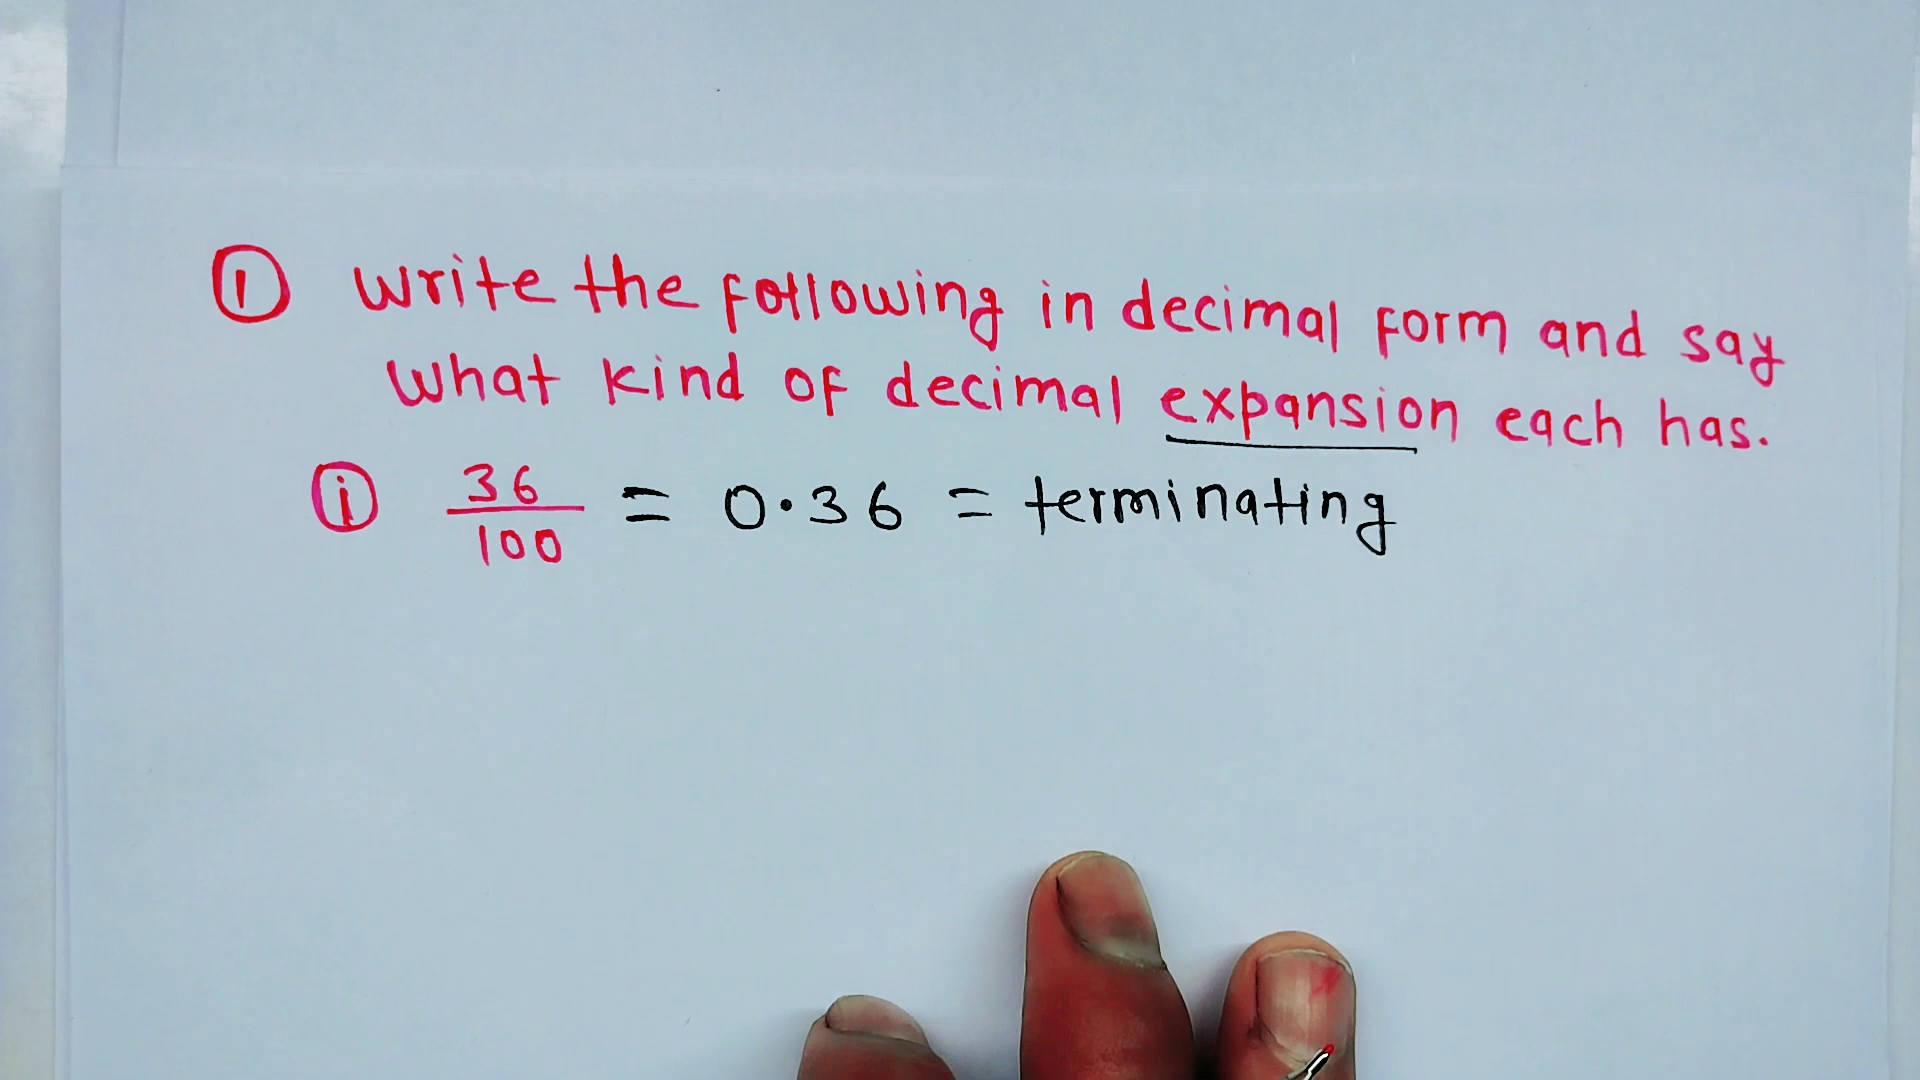 ① Write the following in decimal form and say
what kind of decimal expansion each has.
ⓘ 36/100 = 0.36 = terminating